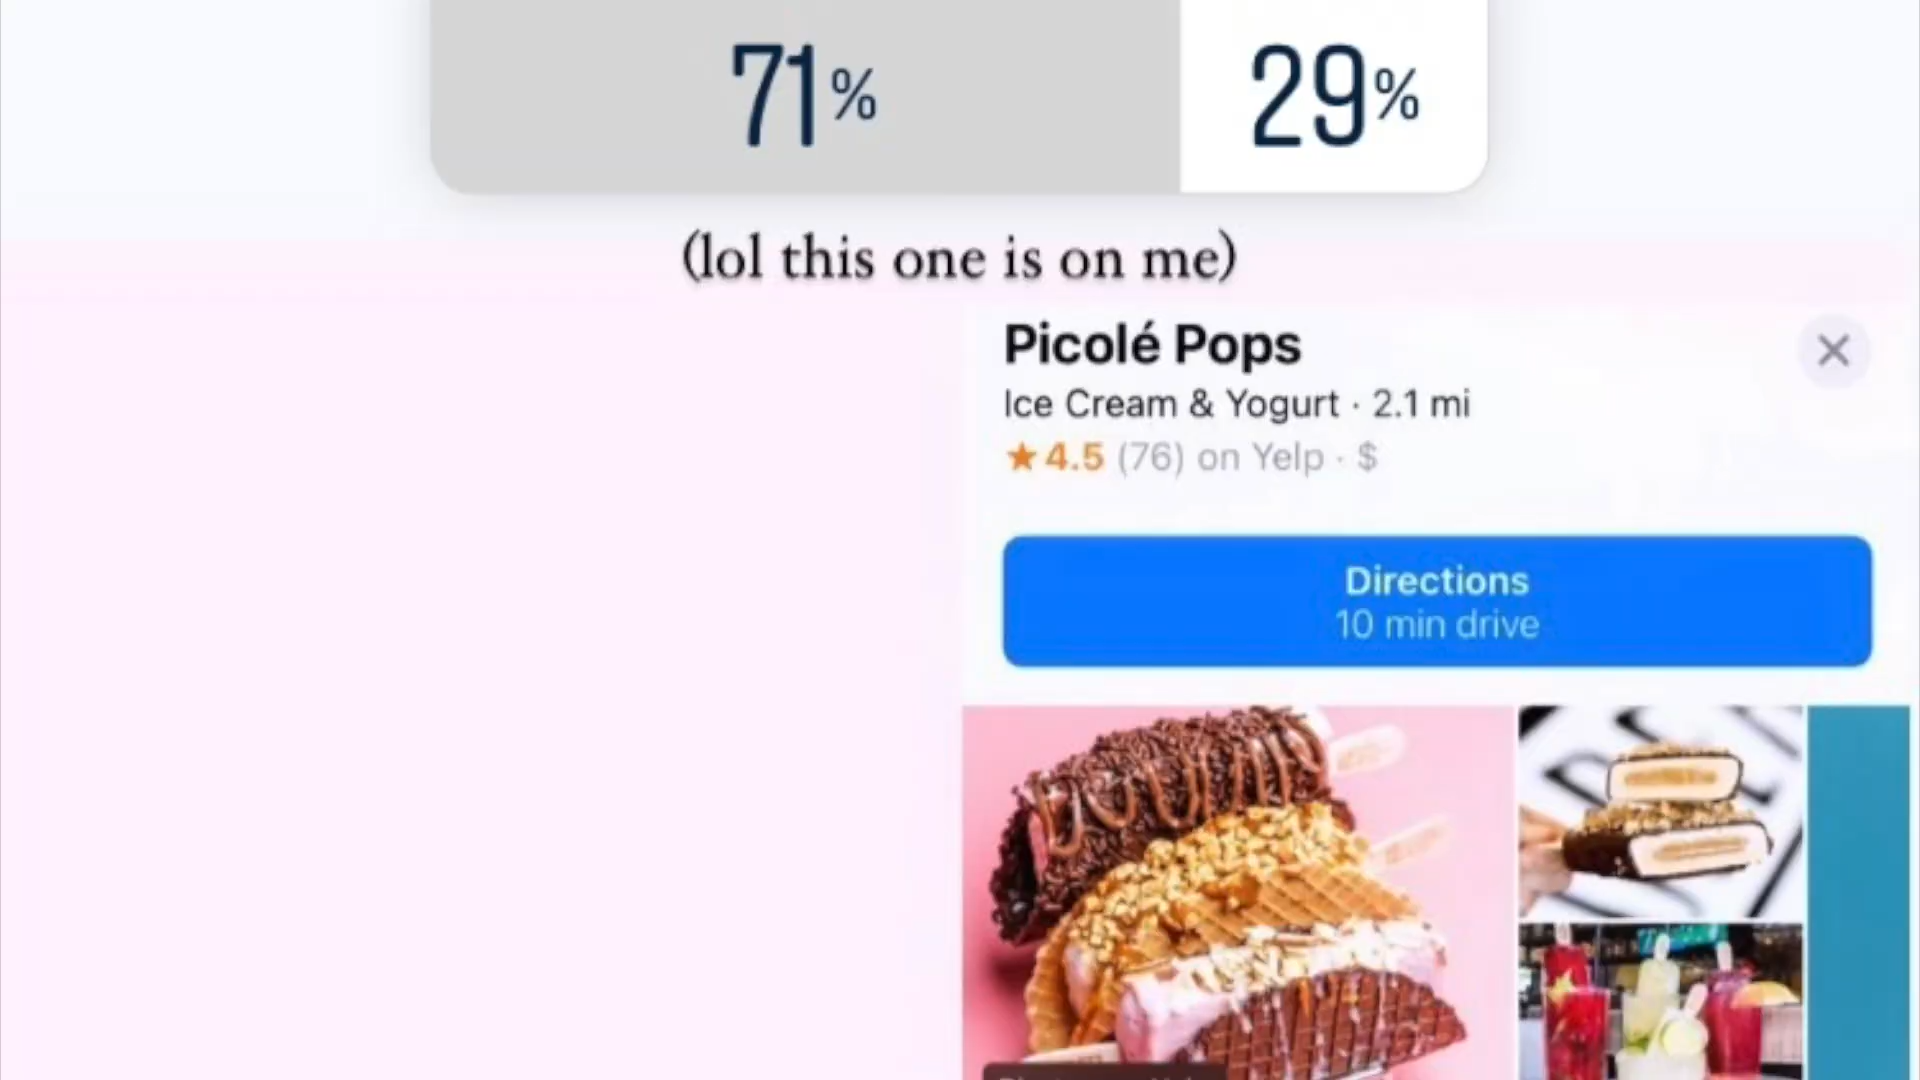 71%
29%
(lol this one is on me)
Picolé Pops
Ice Cream & Yogurt · 2.1 mi
★4.5 (76) on Yelp · $
Directions
10 min drive